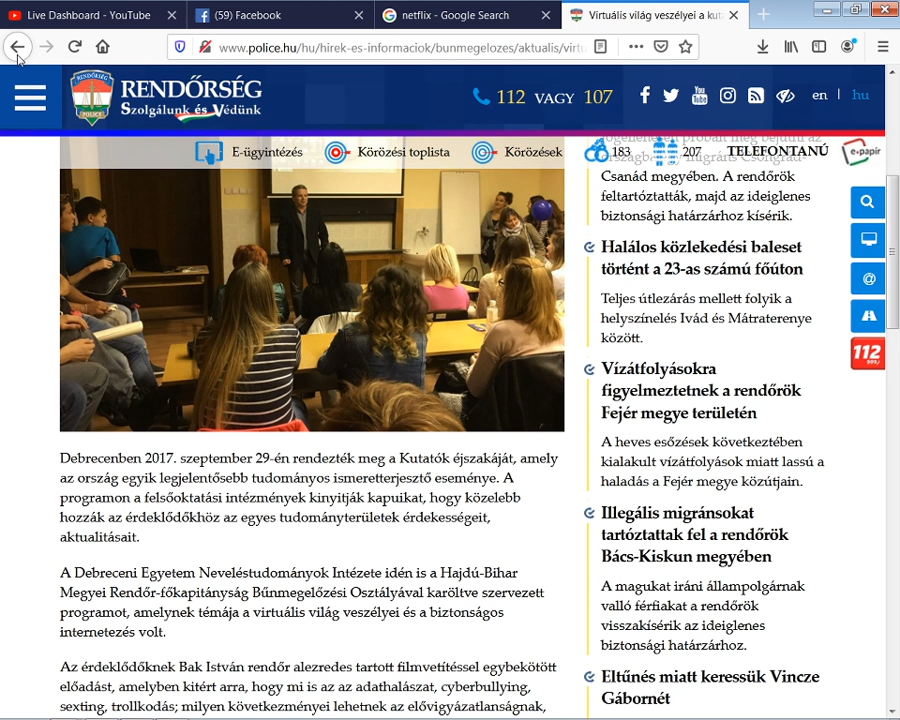 Live Dashboard - YouTube
(59) Facebook
netflix - Google Search
Virtuális világ veszélyei a kuta
www.police.hu/hu/hirek-es-informaciok/bunmegelozes/aktualis/virtu
RENDŐRSÉG
Szolgálunk és Védünk
POLICE
112 VAGY 107
You Tube
en | hu
E-ügyintézés
Körözési toplista
Körözések
183
207
TELEFONTANÚ
e-papír
Csanád megyében. A rendőrök
feltartóztatták, majd az ideiglenes
biztonsági határzárhoz kísérik.
Halálos közlekedési baleset
történt a 23-as számú főúton
Teljes útlezárás mellett folyik a
helyszínelés Ivád és Mátraterenye
között.
Vízátfolyásokra
figyelmeztetnek a rendőrök
Fejér megye területén
A heves esőzések következtében
kialakult vízátfolyások miatt lassú a
haladás a Fejér megye közútjain.
Illegális migránsokat
tartóztattak fel a rendőrök
Bács-Kiskun megyében
A magukat iráni állampolgárnak
valló férfiakat a rendőrök
visszakísérik az ideiglenes
biztonsági határzárhoz.
Eltűnés miatt keressük Vincze
Gábornét
112
Debrecenben 2017. szeptember 29-én rendezték meg a Kutatók éjszakáját, amely
az ország egyik legjelentősebb tudományos ismeretterjesztő eseménye. A
programon a felsőoktatási intézmények kinyitják kapuikat, hogy közelebb
hozzák az érdeklődőkhöz az egyes tudományterületek érdekességeit,
aktualitásait.
A Debreceni Egyetem Neveléstudományok Intézete idén is a Hajdú-Bihar
Megyei Rendőr-főkapitányság Bűnmegelőzési Osztályával karöltve szervezett
programot, amelynek témája a virtuális világ veszélyei és a biztonságos
internetezés volt.
Az érdeklődőknek Bak István rendőr alezredes tartott filmvetítéssel egybekötött
előadást, amelyben kitért arra, hogy mi is az az adathalászat, cyberbullying,
sexting, trollkodás; milyen következményei lehetnek az elővigyázatlanságnak,